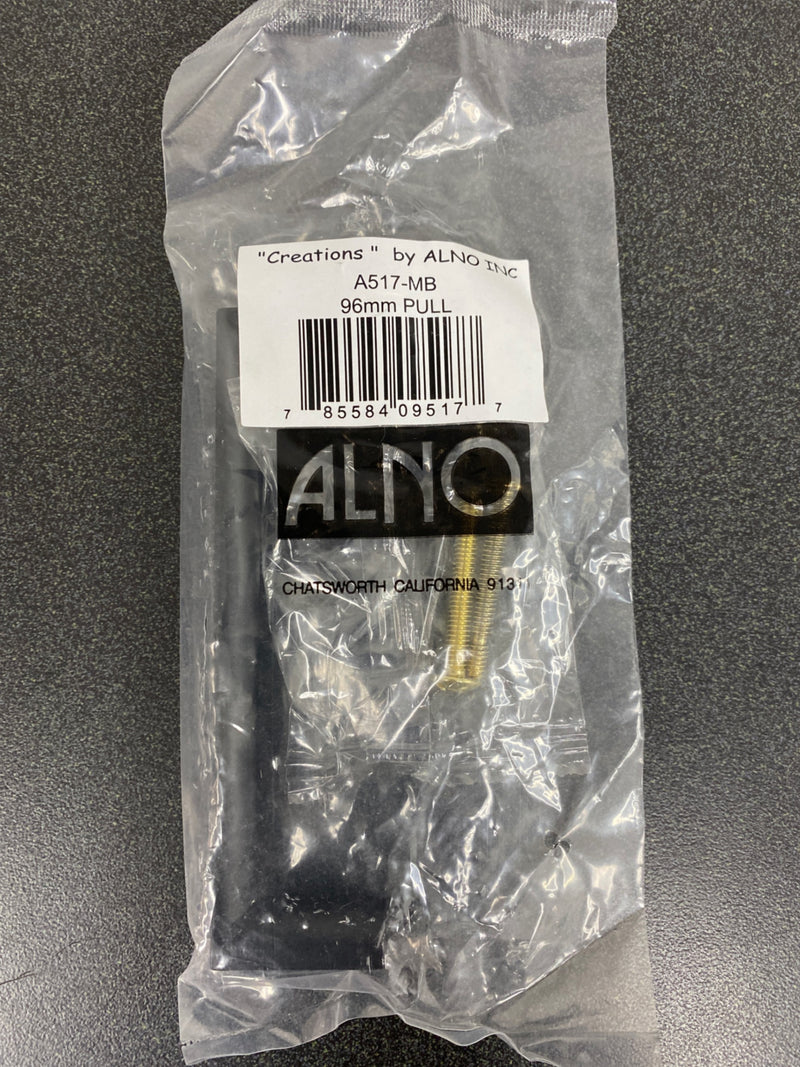 "Creations " by ALNO INC
A517-MB
96mm PULL
7 85584 09517 7
ALNO
CHATSWORTH CALIFORNIA